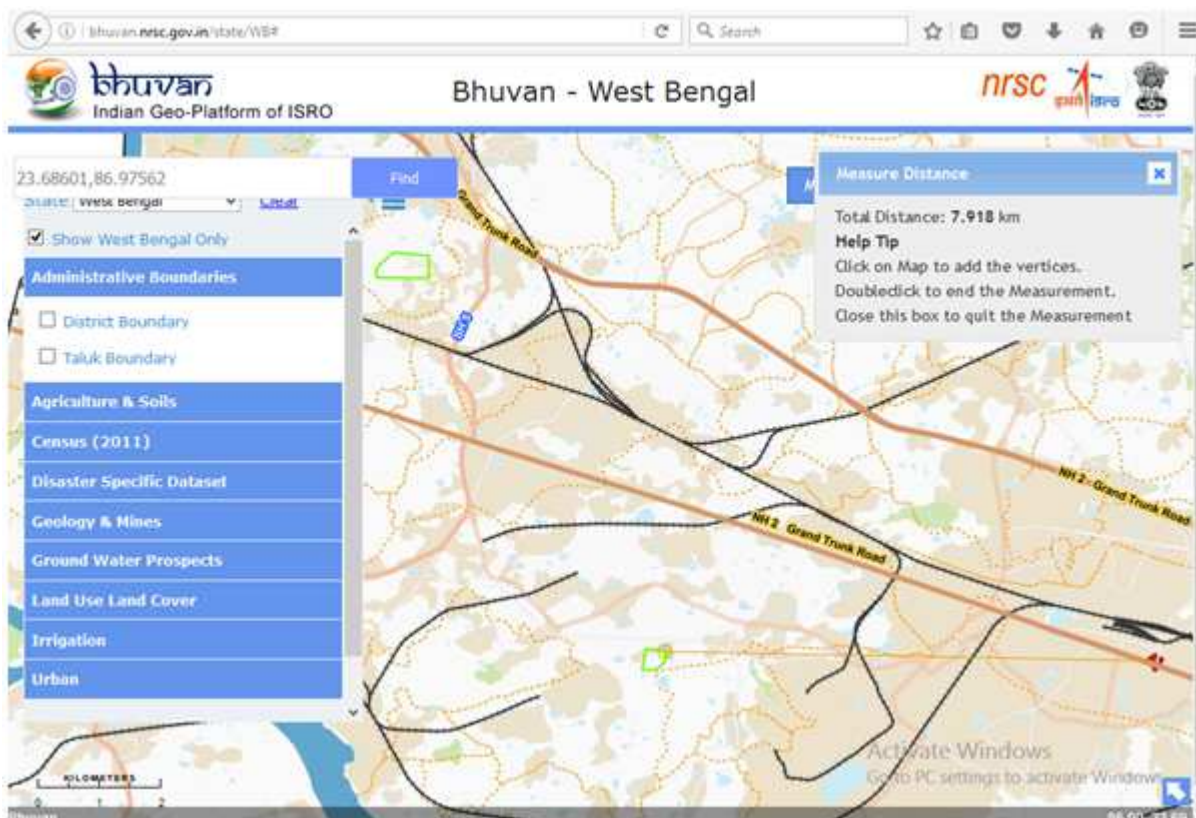 bhuvan.nrsc.gov.in/state/WB#
Search
bhuvan
Indian Geo-Platform of ISRO
Bhuvan - West Bengal
nrsc
इसरो isro
23.68601,86.97562
Find
State West Bengal
Clear
Show West Bengal Only
Administrative Boundaries
District Boundary
Taluk Boundary
Agriculture & Soils
Census (2011)
Disaster Specific Dataset
Geology & Mines
Ground Water Prospects
Land Use Land Cover
Irrigation
Urban
M
Measure Distance
Total Distance: 7.918 km
Help Tip
Click on Map to add the vertices.
Doubleclick to end the Measurement.
Close this box to quit the Measurement
Grand Trunk Road
NH 2 - Grand Trunk Road
NH 2 Grand Trunk Road
KILOMETERS
0 1 2
Activate Windows
Go to PC settings to activate Windows
Bhuvan